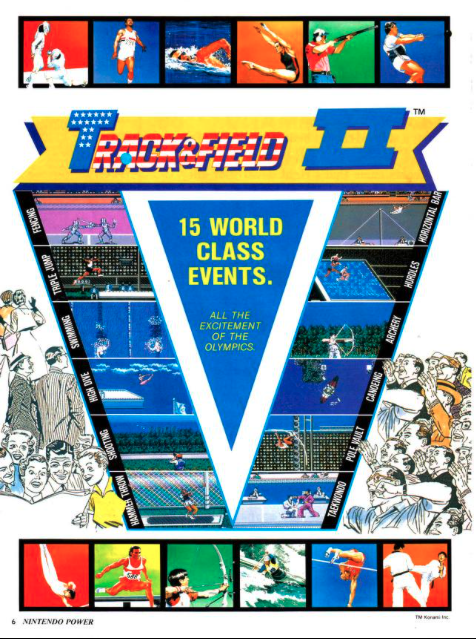 TRACK & FIELD II
TM
FENCING
TRIPLE JUMP
SWIMMING
HIGH DIVE
SHOOTING
HAMMER THROW
15 WORLD
CLASS
EVENTS.
ALL THE
EXCITEMENT
OF THE
OLYMPICS.
HORIZONTAL BAR
HURDLES
ARCHERY
CANOEING
POLE VAULT
TAEKWONDO
6 NINTENDO POWER
TM Konami Inc.